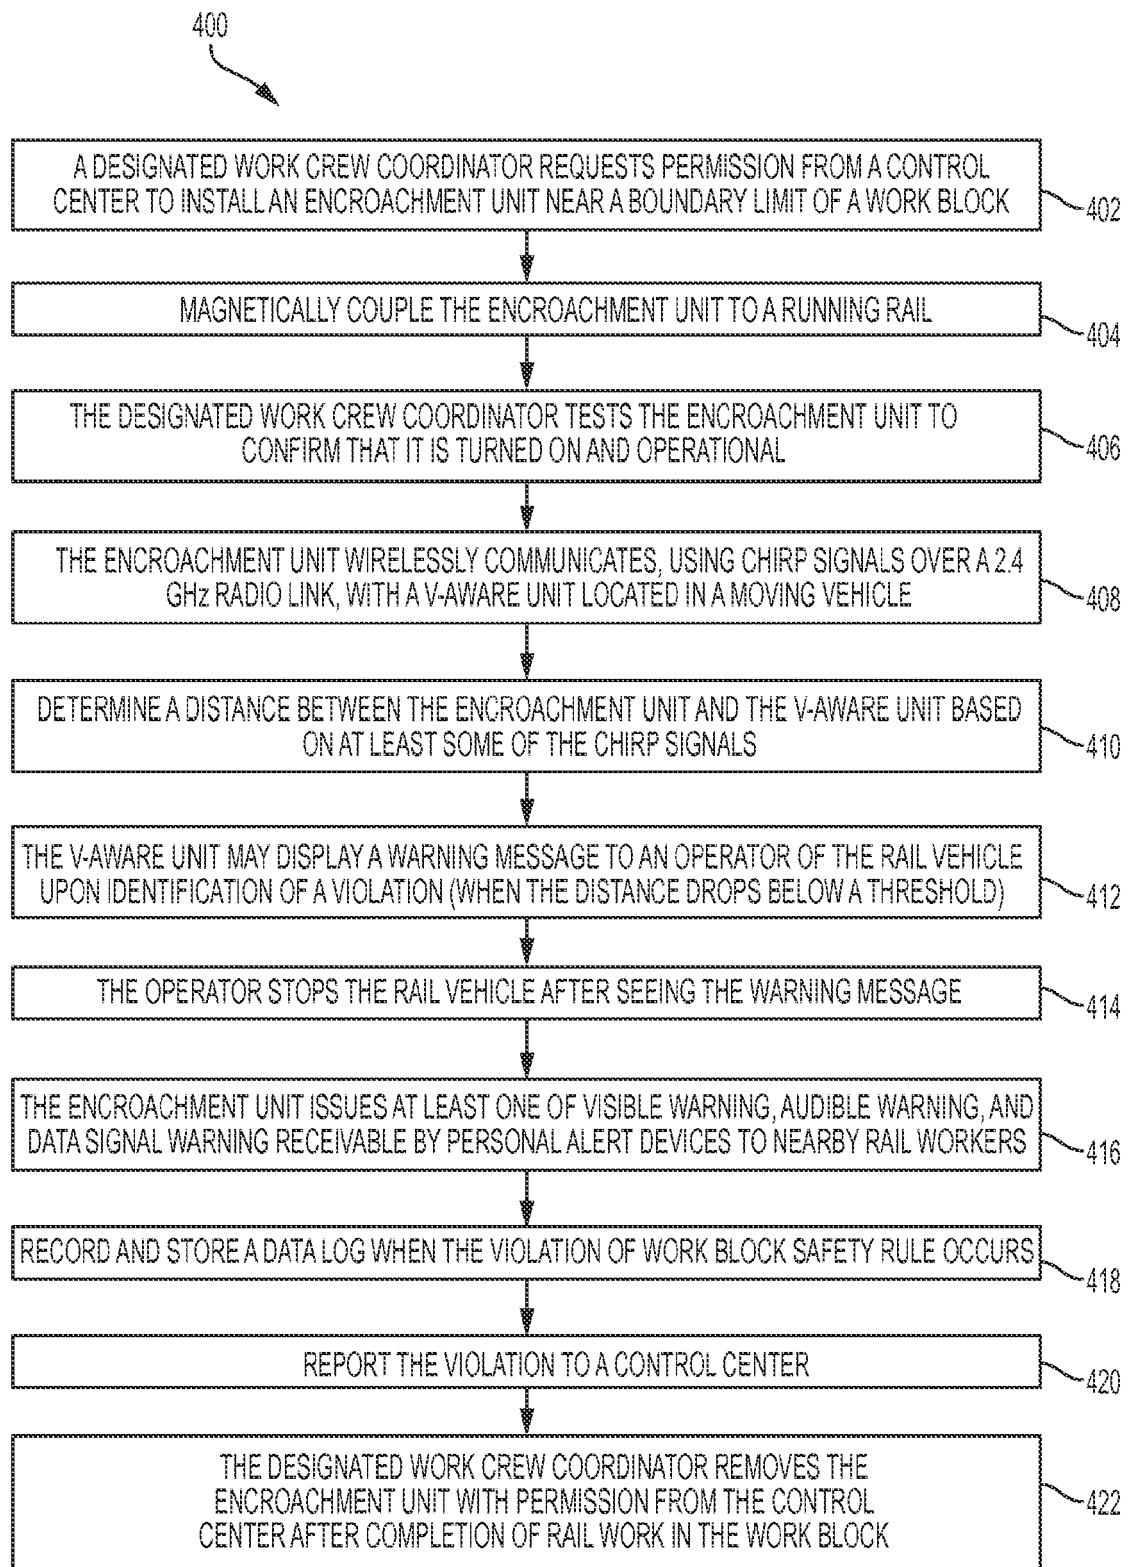 400
A DESIGNATED WORK CREW COORDINATOR REQUESTS PERMISSION FROM A CONTROL
CENTER TO INSTALL AN ENCROACHMENT UNIT NEAR A BOUNDARY LIMIT OF A WORK BLOCK
402
MAGNETICALLY COUPLE THE ENCROACHMENT UNIT TO A RUNNING RAIL
404
THE DESIGNATED WORK CREW COORDINATOR TESTS THE ENCROACHMENT UNIT TO
CONFIRM THAT IT IS TURNED ON AND OPERATIONAL
406
THE ENCROACHMENT UNIT WIRELESSLY COMMUNICATES, USING CHIRP SIGNALS OVER A 2.4
GHz RADIO LINK, WITH A V-AWARE UNIT LOCATED IN A MOVING VEHICLE
408
DETERMINE A DISTANCE BETWEEN THE ENCROACHMENT UNIT AND THE V-AWARE UNIT BASED
ON AT LEAST SOME OF THE CHIRP SIGNALS
410
THE V-AWARE UNIT MAY DISPLAY A WARNING MESSAGE TO AN OPERATOR OF THE RAIL VEHICLE
UPON IDENTIFICATION OF A VIOLATION (WHEN THE DISTANCE DROPS BELOW A THRESHOLD)
412
THE OPERATOR STOPS THE RAIL VEHICLE AFTER SEEING THE WARNING MESSAGE
414
THE ENCROACHMENT UNIT ISSUES AT LEAST ONE OF VISIBLE WARNING, AUDIBLE WARNING, AND
DATA SIGNAL WARNING RECEIVABLE BY PERSONAL ALERT DEVICES TO NEARBY RAIL WORKERS
416
RECORD AND STORE A DATA LOG WHEN THE VIOLATION OF WORK BLOCK SAFETY RULE OCCURS
418
REPORT THE VIOLATION TO A CONTROL CENTER
420
THE DESIGNATED WORK CREW COORDINATOR REMOVES THE
ENCROACHMENT UNIT WITH PERMISSION FROM THE CONTROL
CENTER AFTER COMPLETION OF RAIL WORK IN THE WORK BLOCK
422